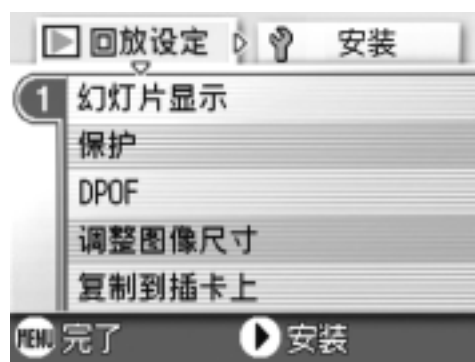 回放设定 安装
1 幻灯片显示
保护
DPOF
调整图像尺寸
复制到插卡上
MENU 完了 安装